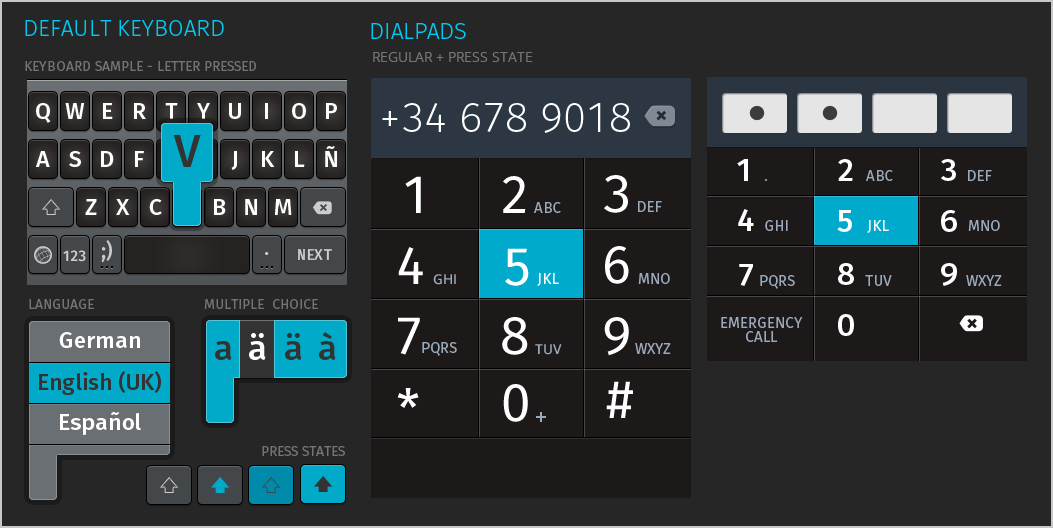 DEFAULT KEYBOARD
KEYBOARD SAMPLE - LETTER PRESSED
Q W E R T Y U I O P
A S D F V J K L Ñ
Z X C B N M
123 ;) ... . ... NEXT
LANGUAGE
German
English (UK)
Español
MULTIPLE CHOICE
a ä ä à
PRESS STATES
DIALPADS
REGULAR + PRESS STATE
+34 678 9018
1 2 ABC 3 DEF
4 GHI 5 JKL 6 MNO
7 PQRS 8 TUV 9 WXYZ
* 0 + #
1 . 2 ABC 3 DEF
4 GHI 5 JKL 6 MNO
7 PQRS 8 TUV 9 WXYZ
EMERGENCY
CALL 0